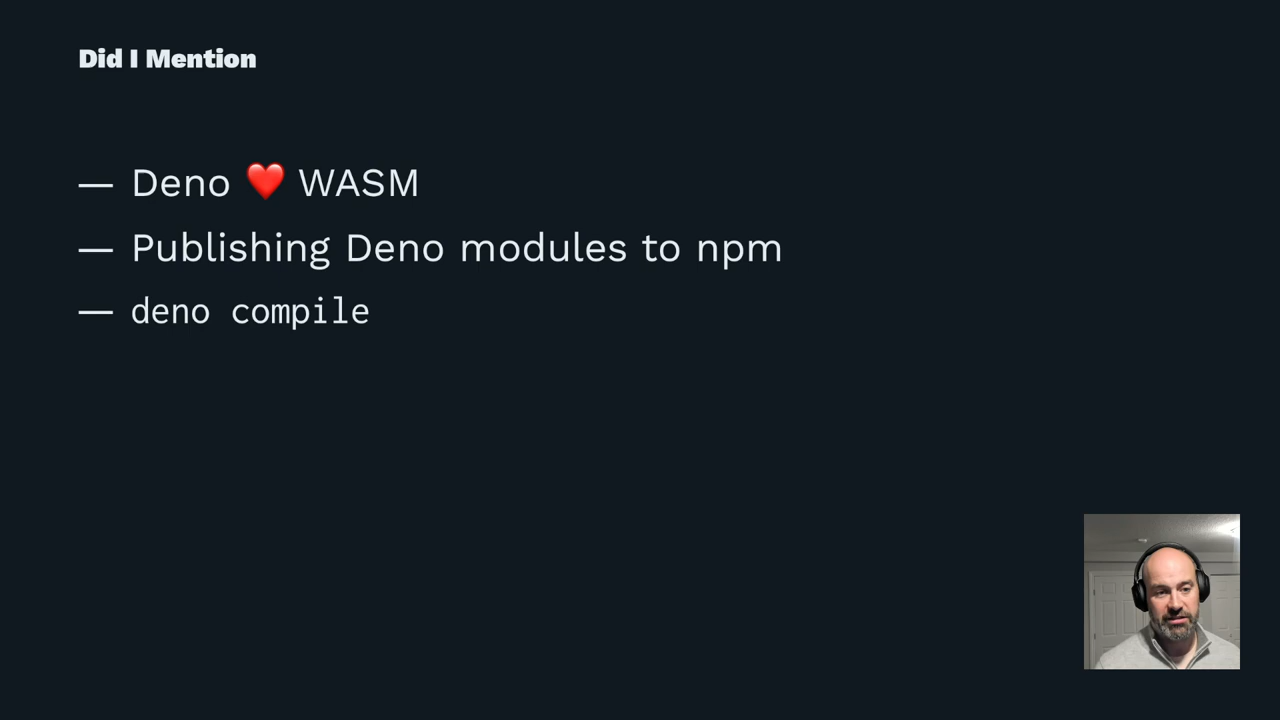 Did I Mention
— Deno ❤️ WASM
— Publishing Deno modules to npm
— deno compile